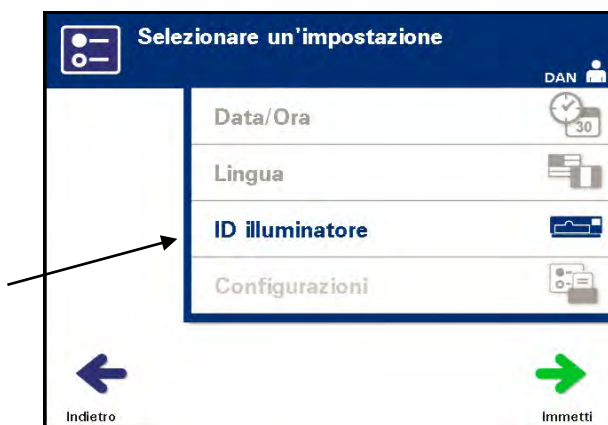 Selezionare un'impostazione
DAN
Data/Ora
30
Lingua
ID illuminatore
Configurazioni
Indietro
Immetti